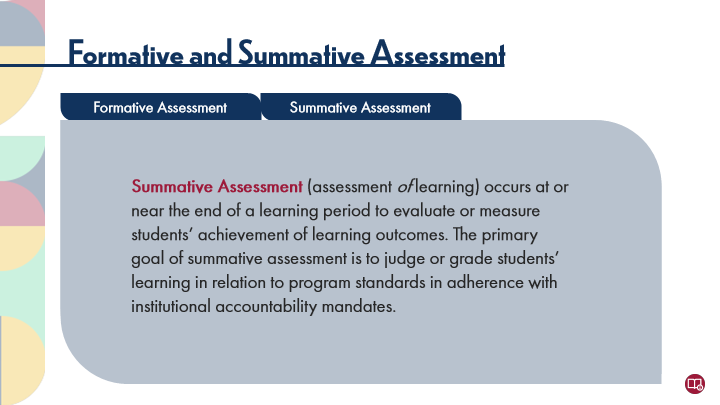 Formative and Summative Assessment
Formative Assessment
Summative Assessment
Summative Assessment (assessment of learning) occurs at or
near the end of a learning period to evaluate or measure
students’ achievement of learning outcomes. The primary
goal of summative assessment is to judge or grade students’
learning in relation to program standards in adherence with
institutional accountability mandates.